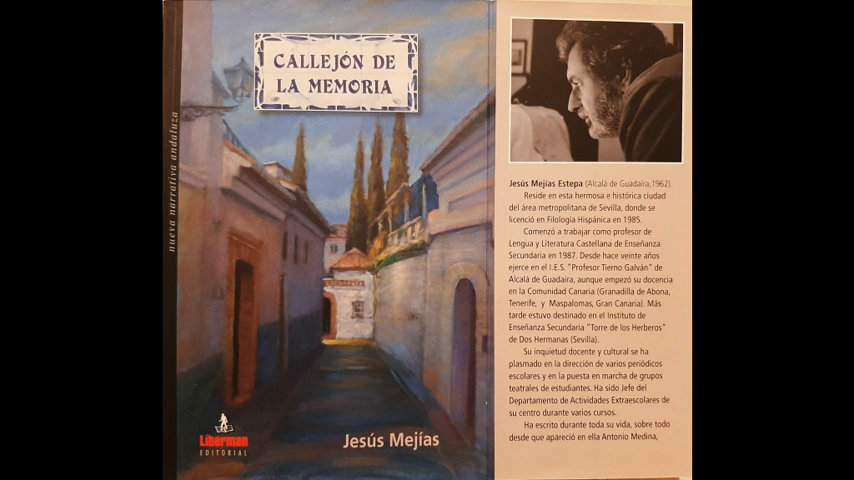 nueva narrativa andaluza
CALLEJÓN DE
LA MEMORIA
Liberman
EDITORIAL
Jesús Mejías
Jesús Mejías Estepa (Alcalá de Guadaíra,1962).
Reside en esta hermosa e histórica ciudad
del área metropolitana de Sevilla, donde se
licenció en Filología Hispánica en 1985.
Comenzó a trabajar como profesor de
Lengua y Literatura Castellana de Enseñanza
Secundaria en 1987. Desde hace veinte años
ejerce en el I.E.S. "Profesor Tierno Galván" de
Alcalá de Guadaíra, aunque empezó su docencia
en la Comunidad Canaria (Granadilla de Abona,
Tenerife, y Maspalomas, Gran Canaria). Más
tarde estuvo destinado en el Instituto de
Enseñanza Secundaria "Torre de los Herberos"
de Dos Hermanas (Sevilla).
Su inquietud docente y cultural se ha
plasmado en la dirección de varios periódicos
escolares y en la puesta en marcha de grupos
teatrales de estudiantes. Ha sido Jefe del
Departamento de Actividades Extraescolares de
su centro durante varios cursos.
Ha escrito durante toda su vida, sobre todo
desde que apareció en ella Antonio Medina,